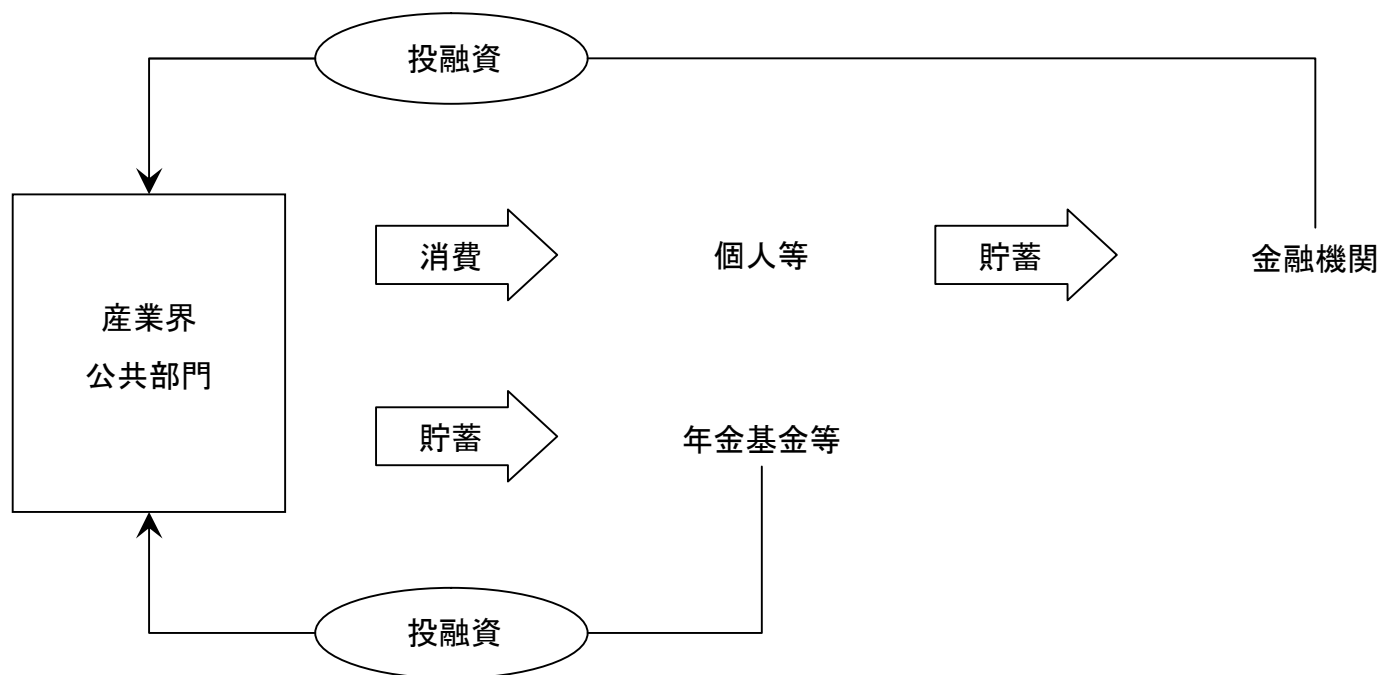 投融資
消費
個人等
貯蓄
金融機関
産業界
公共部門
貯蓄
年金基金等
投融資